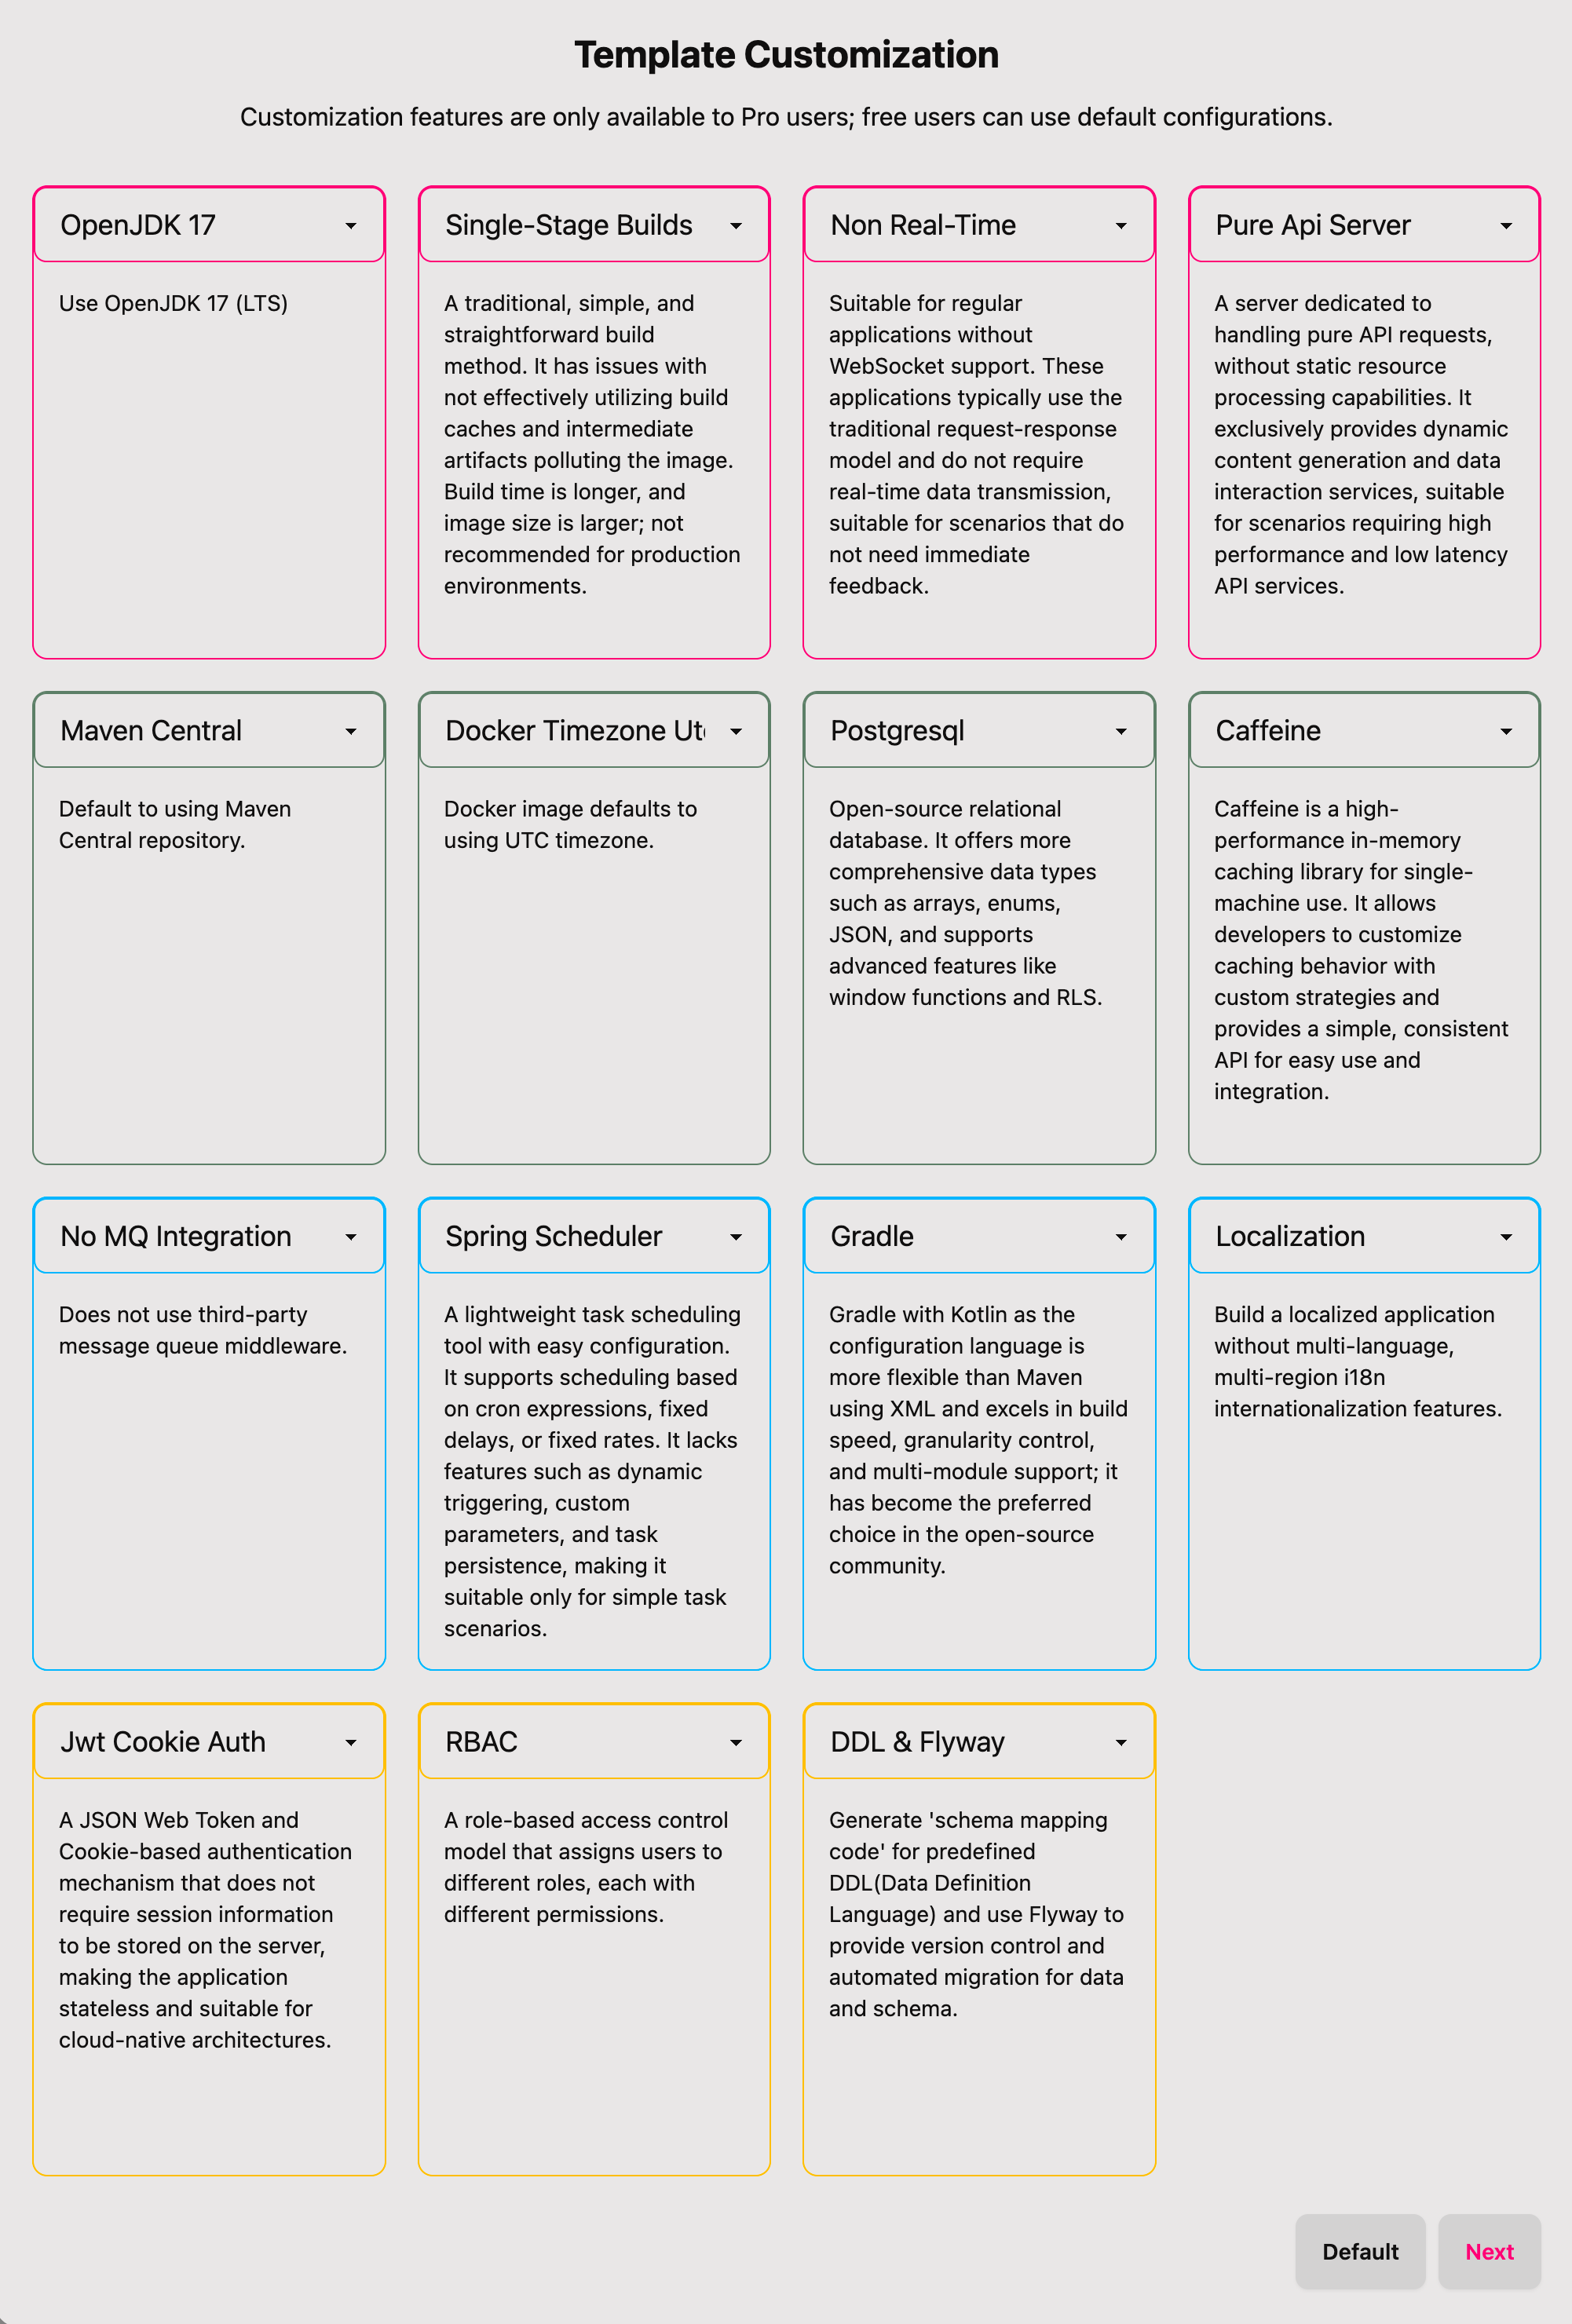 Template Customization
Customization features are only available to Pro users; free users can use default configurations.
OpenJDK 17
Use OpenJDK 17 (LTS)
Single-Stage Builds
A traditional, simple, and
straightforward build
method. It has issues with
not effectively utilizing build
caches and intermediate
artifacts polluting the image.
Build time is longer, and
image size is larger; not
recommended for production
environments.
Non Real-Time
Suitable for regular
applications without
WebSocket support. These
applications typically use the
traditional request-response
model and do not require
real-time data transmission,
suitable for scenarios that do
not need immediate
feedback.
Pure Api Server
A server dedicated to
handling pure API requests,
without static resource
processing capabilities. It
exclusively provides dynamic
content generation and data
interaction services, suitable
for scenarios requiring high
performance and low latency
API services.
Maven Central
Default to using Maven
Central repository.
Docker Timezone Utc
Docker image defaults to
using UTC timezone.
Postgresql
Open-source relational
database. It offers more
comprehensive data types
such as arrays, enums,
JSON, and supports
advanced features like
window functions and RLS.
Caffeine
Caffeine is a high-
performance in-memory
caching library for single-
machine use. It allows
developers to customize
caching behavior with
custom strategies and
provides a simple, consistent
API for easy use and
integration.
No MQ Integration
Does not use third-party
message queue middleware.
Spring Scheduler
A lightweight task scheduling
tool with easy configuration.
It supports scheduling based
on cron expressions, fixed
delays, or fixed rates. It lacks
features such as dynamic
triggering, custom
parameters, and task
persistence, making it
suitable only for simple task
scenarios.
Gradle
Gradle with Kotlin as the
configuration language is
more flexible than Maven
using XML and excels in build
speed, granularity control,
and multi-module support; it
has become the preferred
choice in the open-source
community.
Localization
Build a localized application
without multi-language,
multi-region i18n
internationalization features.
Jwt Cookie Auth
A JSON Web Token and
Cookie-based authentication
mechanism that does not
require session information
to be stored on the server,
making the application
stateless and suitable for
cloud-native architectures.
RBAC
A role-based access control
model that assigns users to
different roles, each with
different permissions.
DDL & Flyway
Generate 'schema mapping
code' for predefined
DDL(Data Definition
Language) and use Flyway to
provide version control and
automated migration for data
and schema.
Default
Next